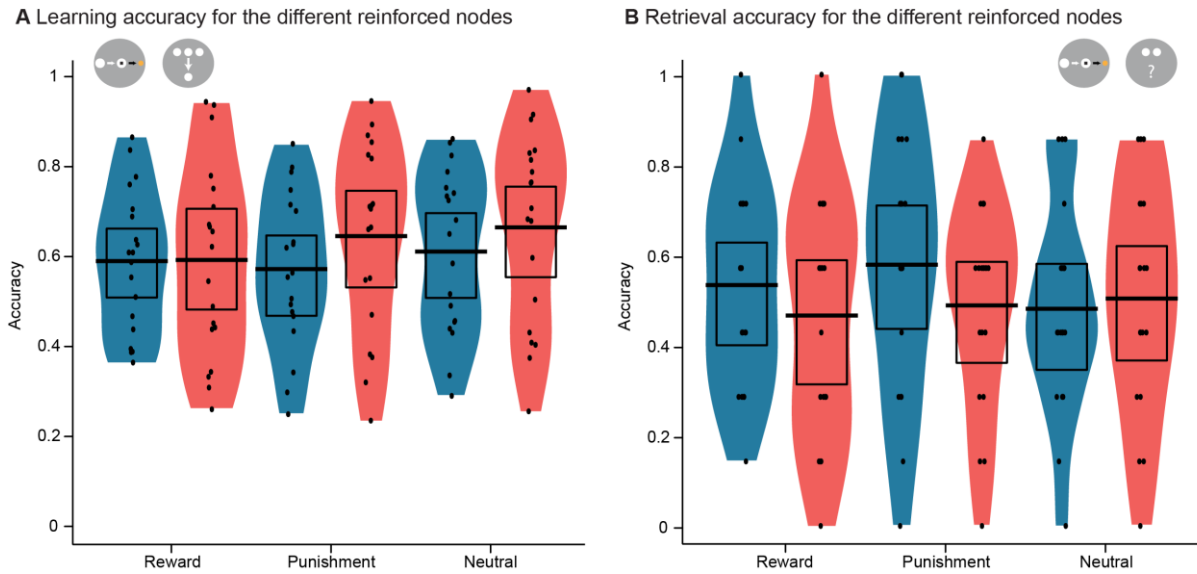 A Learning accuracy for the different reinforced nodes
Accuracy
1
0.8
0.6
0.4
0.2
0
Reward
Punishment
Neutral
B Retrieval accuracy for the different reinforced nodes
?
Accuracy
1
0.8
0.6
0.4
0.2
0
Reward
Punishment
Neutral